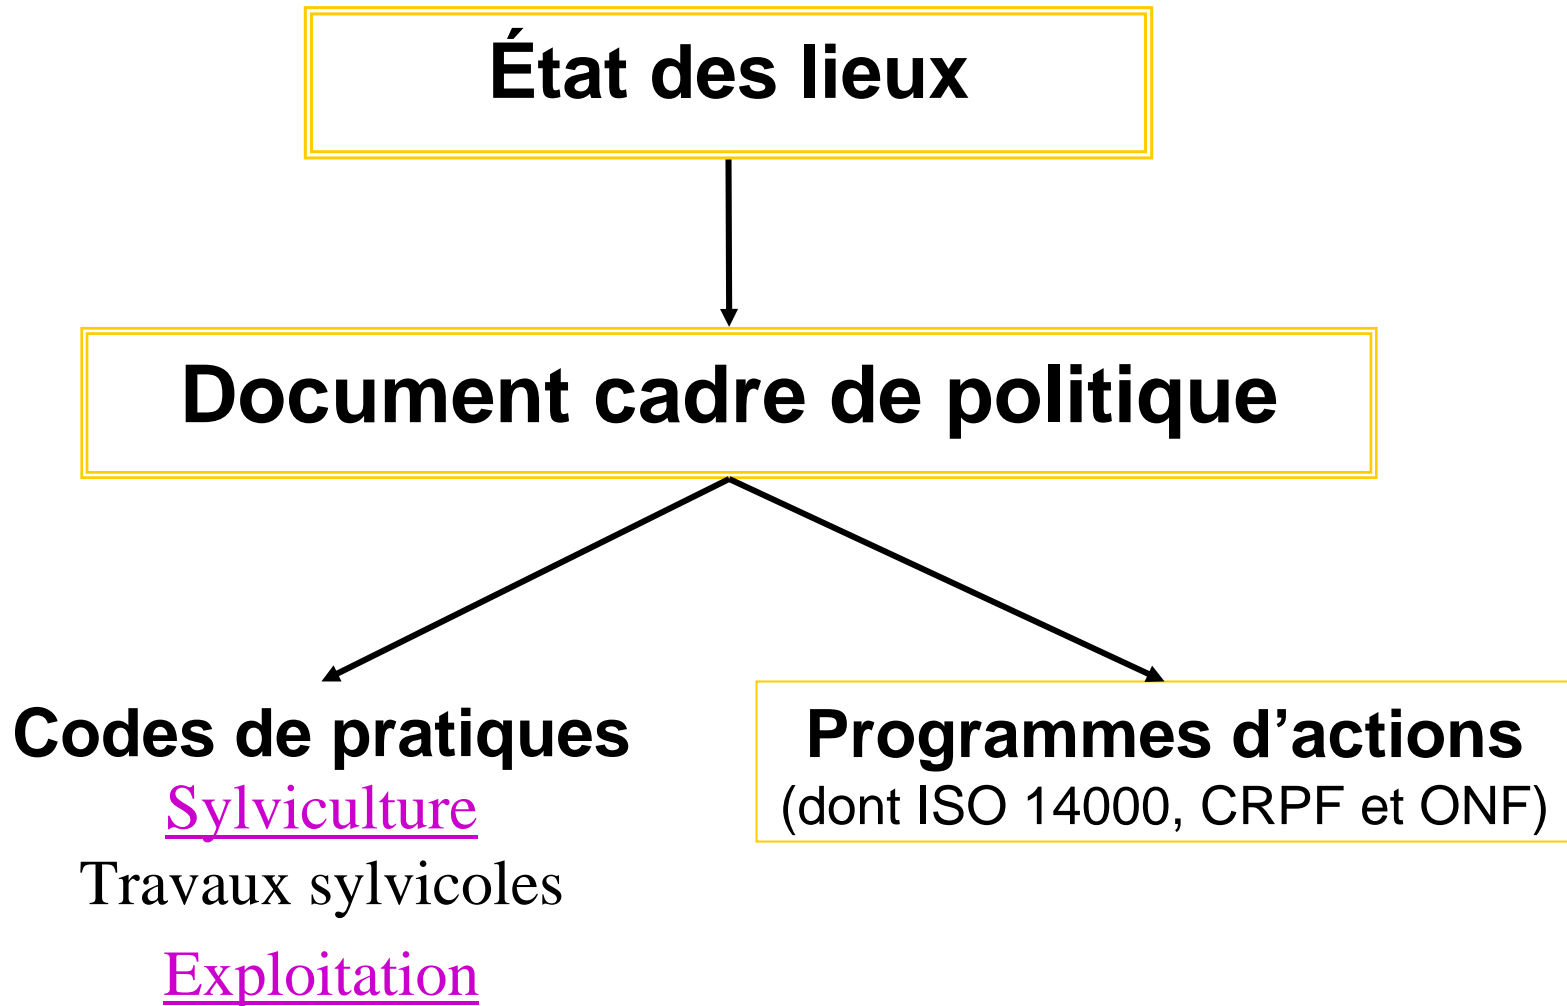 État des lieux
Document cadre de politique
Codes de pratiques
Sylviculture
Travaux sylvicoles
Exploitation
Programmes d’actions
(dont ISO 14000, CRPF et ONF)